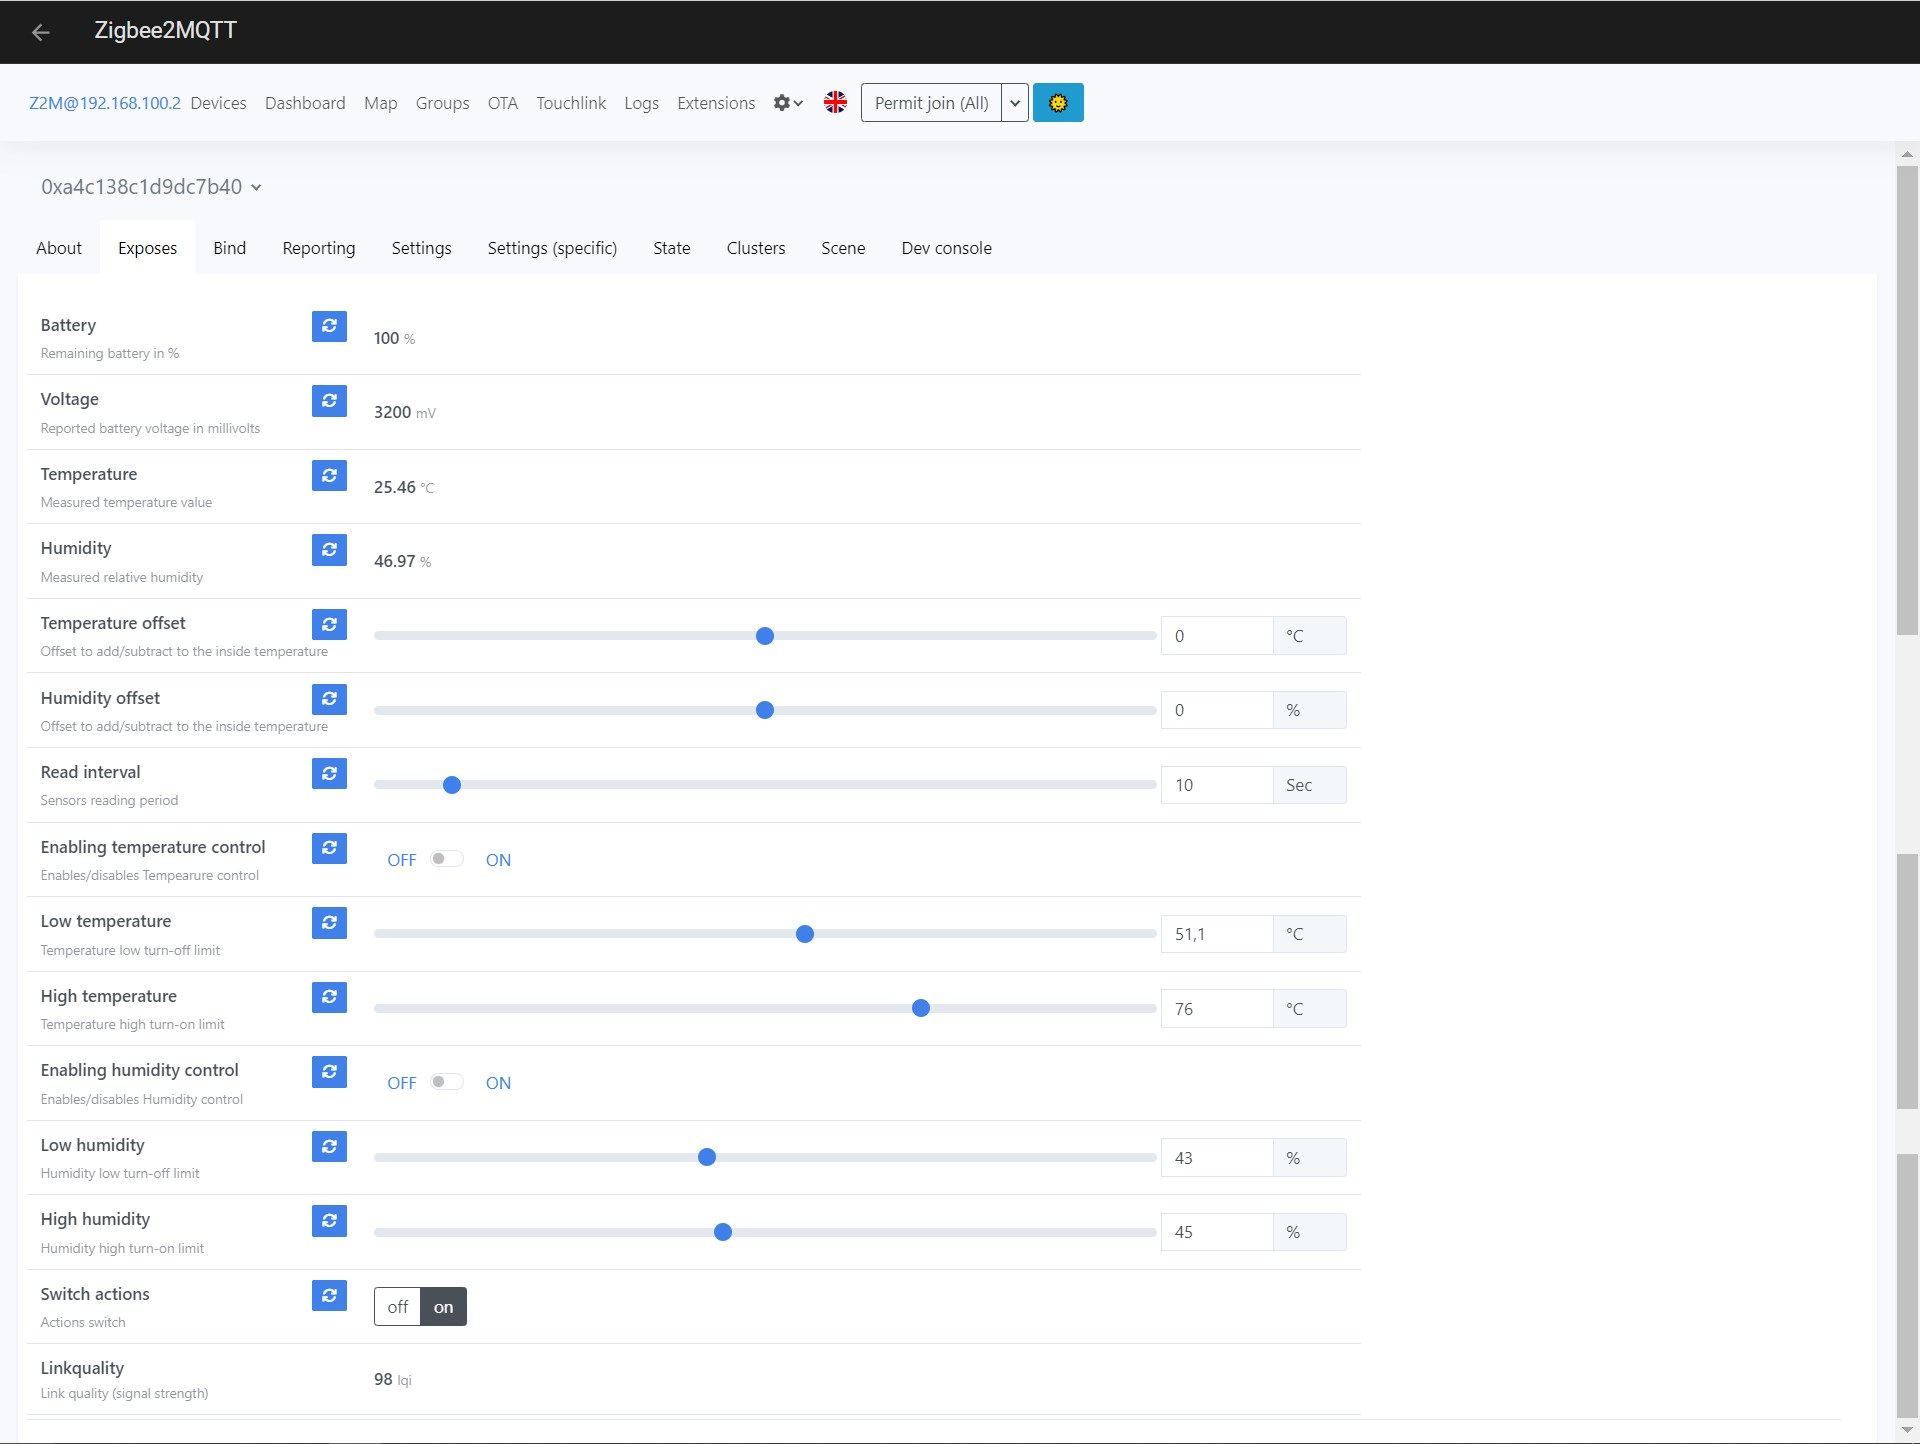 Zigbee2MQTT
Z2M@192.168.100.2 Devices Dashboard Map Groups OTA Touchlink Logs Extensions Permit join (All)
0xa4c138c1d9dc7b40
About Exposes Bind Reporting Settings Settings (specific) State Clusters Scene Dev console
Battery
100 %
Remaining battery in %
Voltage
3200 mV
Reported battery voltage in millivolts
Temperature
25.46 °C
Measured temperature value
Humidity
46.97 %
Measured relative humidity
Temperature offset
0 °C
Offset to add/subtract to the inside temperature
Humidity offset
0 %
Offset to add/subtract to the inside temperature
Read interval
10 Sec
Sensors reading period
Enabling temperature control
OFF ON
Enables/disables Tempearure control
Low temperature
51,1 °C
Temperature low turn-off limit
High temperature
76 °C
Temperature high turn-on limit
Enabling humidity control
OFF ON
Enables/disables Humidity control
Low humidity
43 %
Humidity low turn-off limit
High humidity
45 %
Humidity high turn-on limit
Switch actions
off on
Actions switch
Linkquality
98 lqi
Link quality (signal strength)